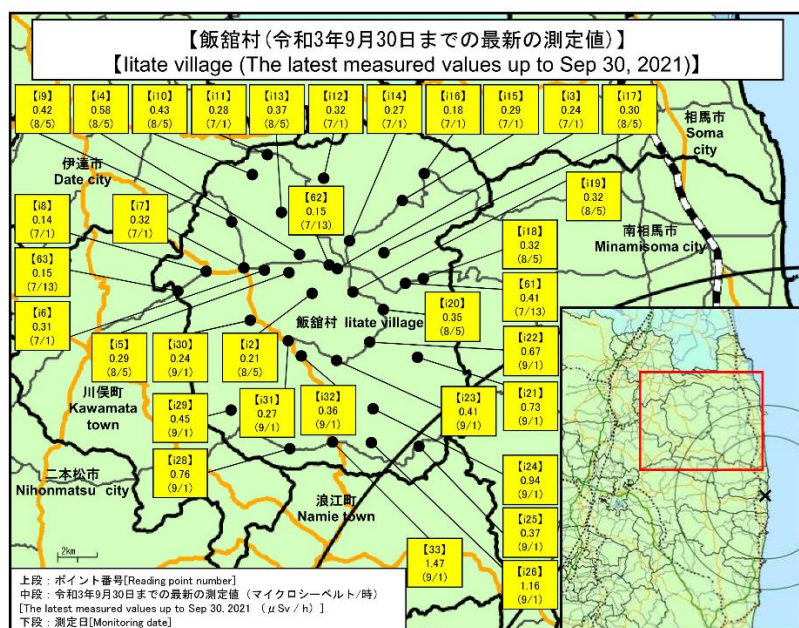 【飯舘村(令和3年9月30日までの最新の測定値)】
【Iitate village (The latest measured values up to Sep 30, 2021)】
【i9】
0.42
(8/5)
【i4】
0.58
(8/5)
【i10】
0.43
(8/5)
【i11】
0.28
(7/1)
【i13】
0.37
(8/5)
【i12】
0.32
(7/1)
【i14】
0.27
(7/1)
【i16】
0.18
(7/1)
【i15】
0.29
(7/1)
【i3】
0.24
(7/1)
【i17】
0.30
(8/5)
相馬市
Soma
city
伊達市
Date city
【62】
0.15
(7/13)
【i19】
0.32
(8/5)
【i8】
0.14
(7/1)
【i7】
0.32
(7/1)
【i18】
0.32
(8/5)
南相馬市
Minamisoma city
【63】
0.15
(7/13)
【61】
0.41
(7/13)
【i6】
0.31
(7/1)
【i20】
0.35
(8/5)
飯舘村 Iitate village
【i5】
0.29
(8/5)
【i30】
0.24
(9/1)
【i2】
0.21
(8/5)
【i22】
0.67
(9/1)
川俣町
Kawamata
town
【i29】
0.45
(9/1)
【i31】
0.27
(9/1)
【i32】
0.36
(9/1)
【i23】
0.41
(9/1)
【i21】
0.73
(9/1)
二本松市
Nihonmatsu city
【i28】
0.76
(9/1)
【i24】
0.94
(9/1)
浪江町
Namie town
【i25】
0.37
(9/1)
【33】
1.47
(9/1)
【i26】
1.16
(9/1)
2km
上段:ポイント番号[Reading point number]
中段:令和3年9月30日までの最新の測定値(マイクロシーベルト/時)
[The latest measured values up to Sep 30, 2021 (μSv/h)]
下段:測定日[Monitoring date]